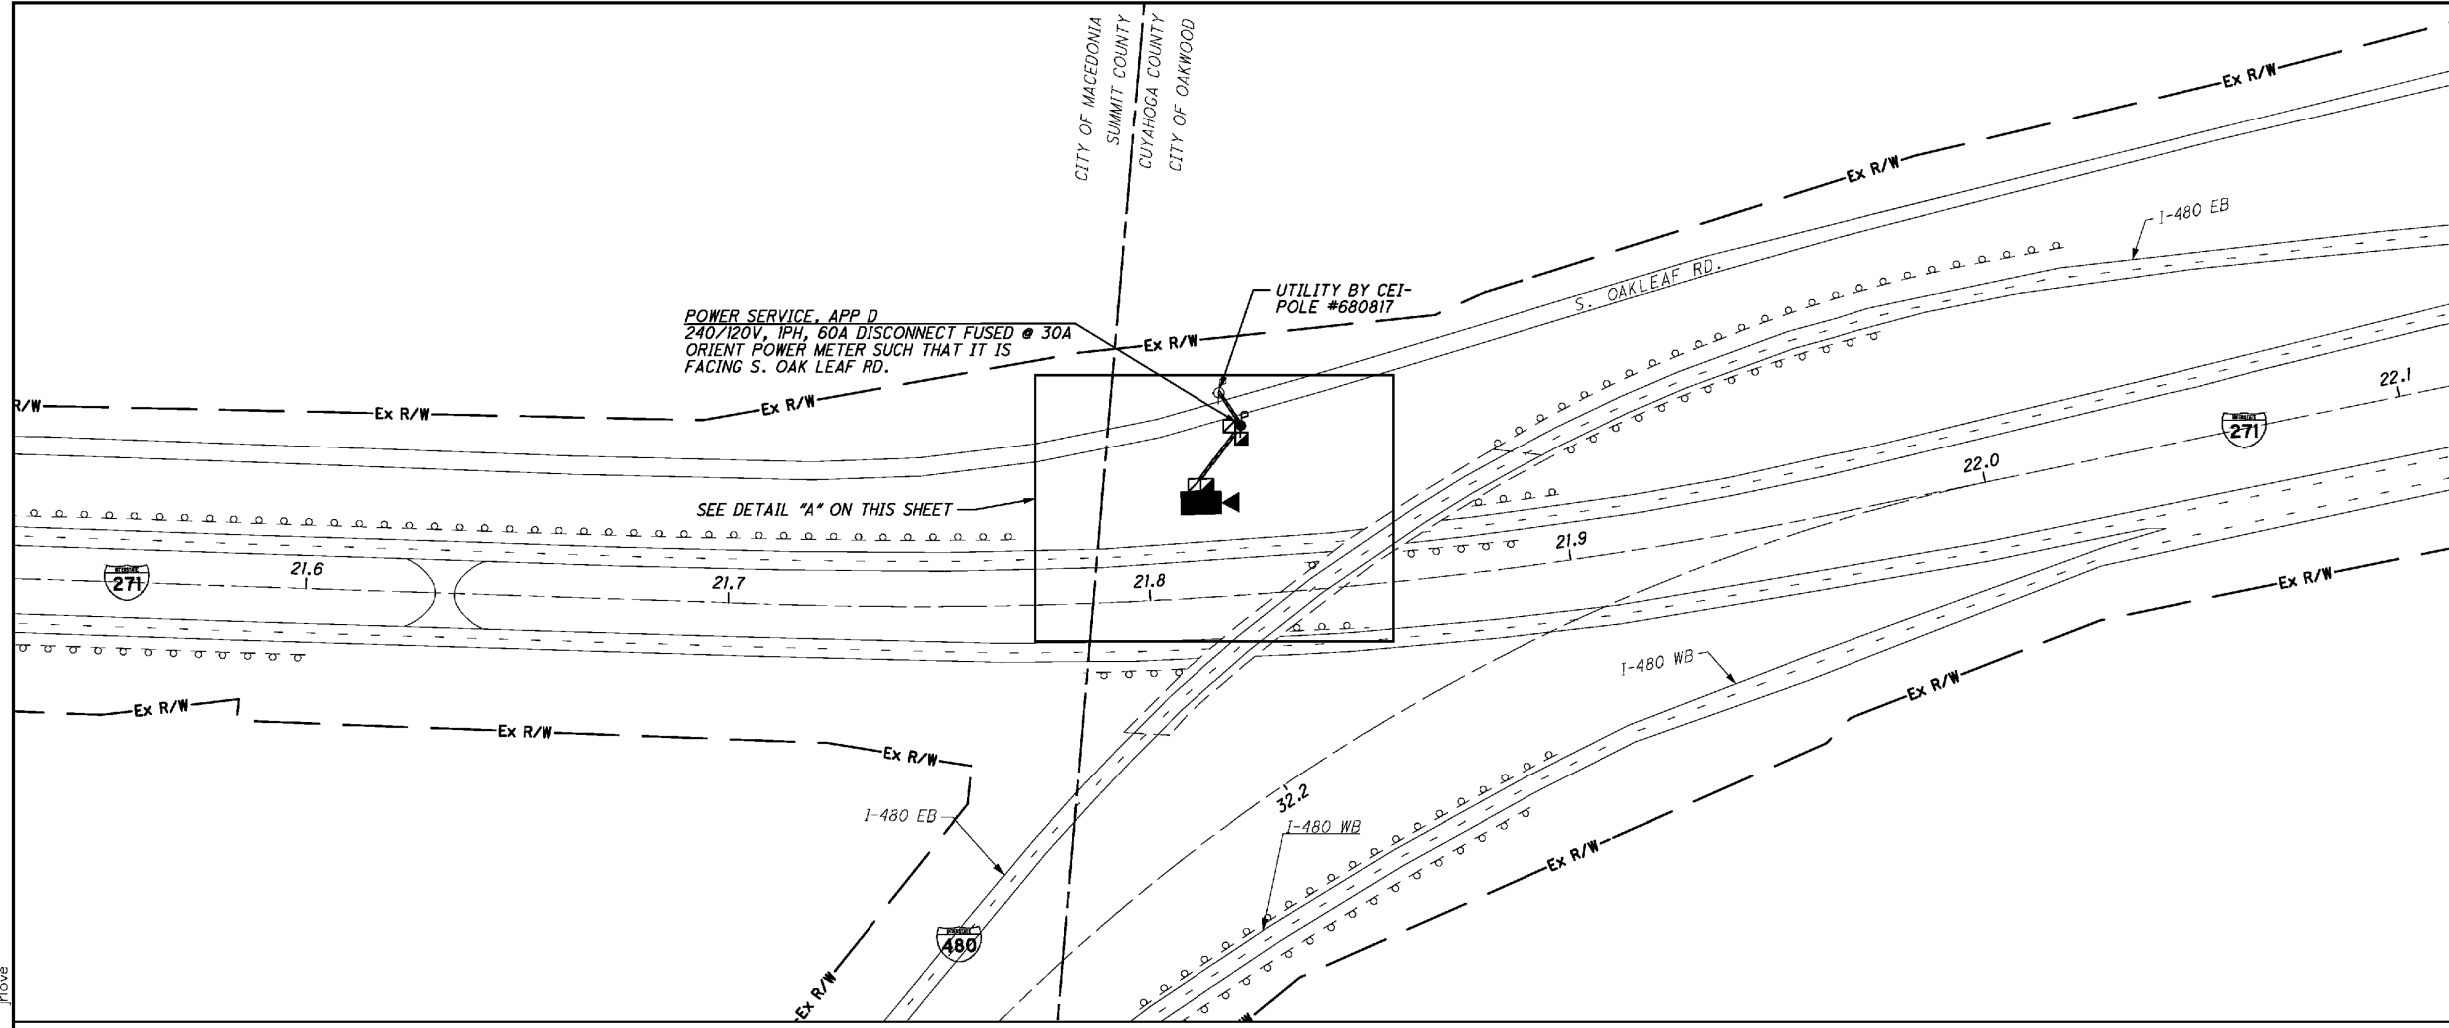 CITY OF MACEDONIA
SUMMIT COUNTY
CUYAHOGA COUNTY
CITY OF OAKWOOD
Ex R/W
Ex R/W
I-480 EB
S. OAKLEAF RD.
UTILITY BY CEI-
POLE #680817
POWER SERVICE, APP D
240/120V, 1PH, 60A DISCONNECT FUSED @ 30A
ORIENT POWER METER SUCH THAT IT IS
FACING S. OAK LEAF RD.
Ex R/W
R/W
Ex R/W
Ex R/W
22.1
271
22.0
SEE DETAIL "A" ON THIS SHEET
21.9
271
21.6
21.7
21.8
Ex R/W
I-480 WB
Ex R/W
Ex R/W
Ex R/W
Ex R/W
32.2
I-480 EB
I-480 WB
Ex R/W
480
Ex R/W
jrlove